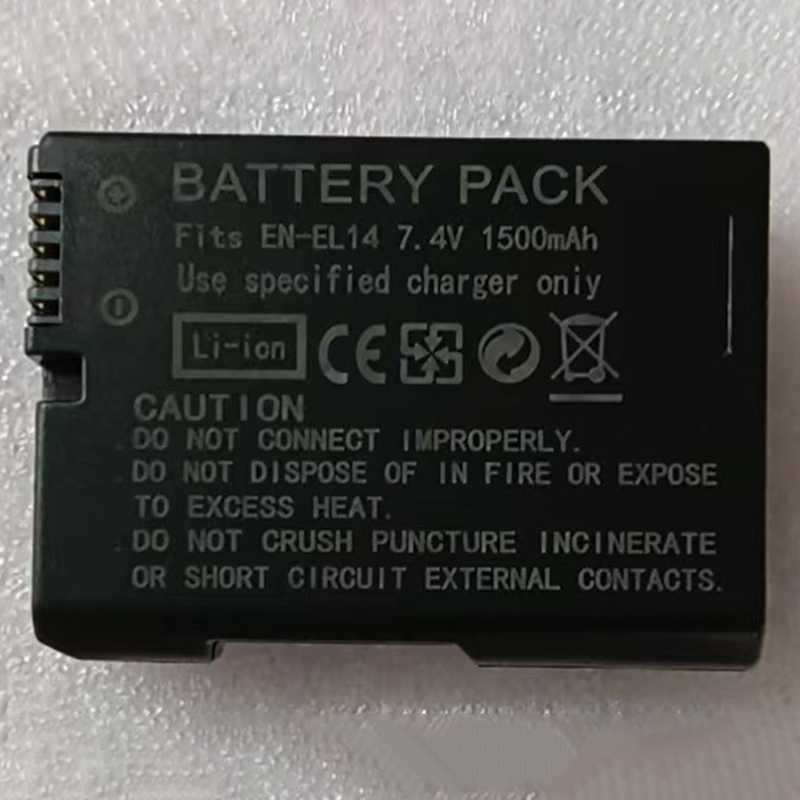 BATTERY PACK
Fits EN-EL14 7.4V 1500mAh
Use specified charger oniy
Li-ion CE
CAUTION
.DO NOT CONNECT IMPROPERLY.
.DO NOT DISPOSE OF IN FIRE OR EXPOSE
TO EXCESS HEAT.
.DO NOT CRUSH PUNCTURE INCINERATE
OR SHORT CIRCUIT EXTERNAL CONTACTS.